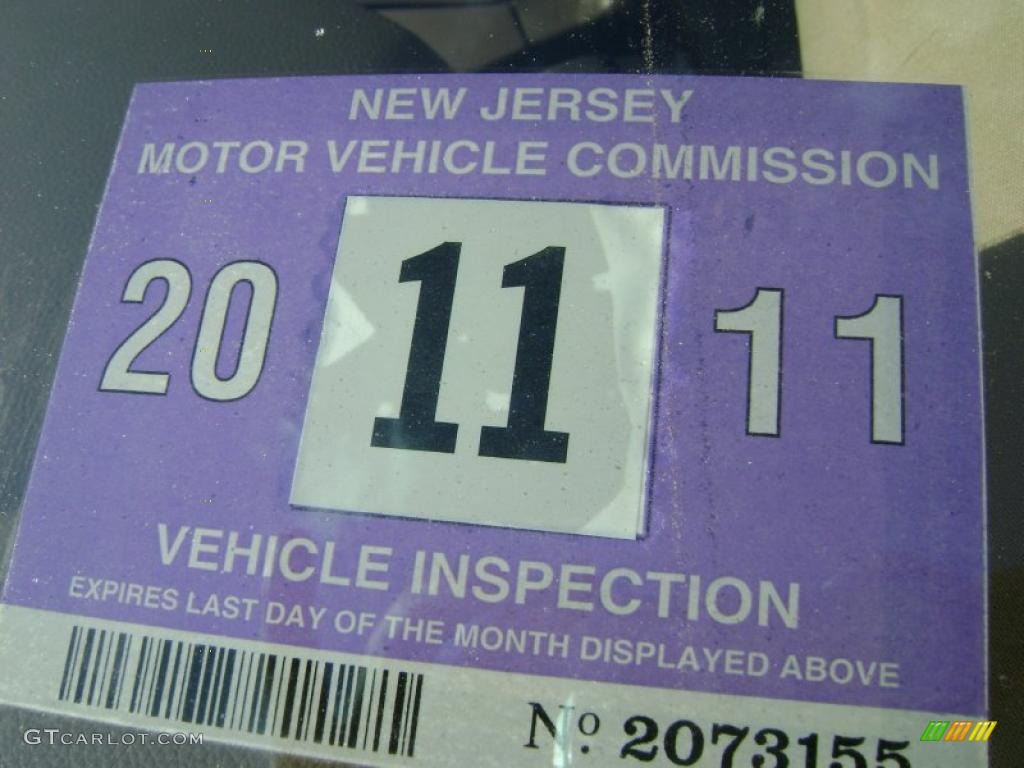 NEW JERSEY
MOTOR VEHICLE COMMISSION
20 11 11
VEHICLE INSPECTION
EXPIRES LAST DAY OF THE MONTH DISPLAYED ABOVE
Nº 2073155
GTCARLOT.COM